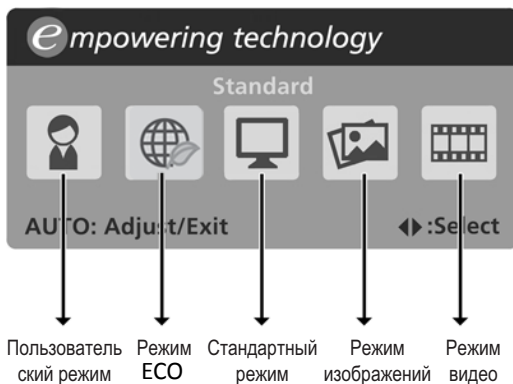 empowering technology
Standard
AUTO: Adjust/Exit ◄►:Select
Пользователь
ский режим
Режим
ECO
Стандартный
режим
Режим
изображений
Режим
видео